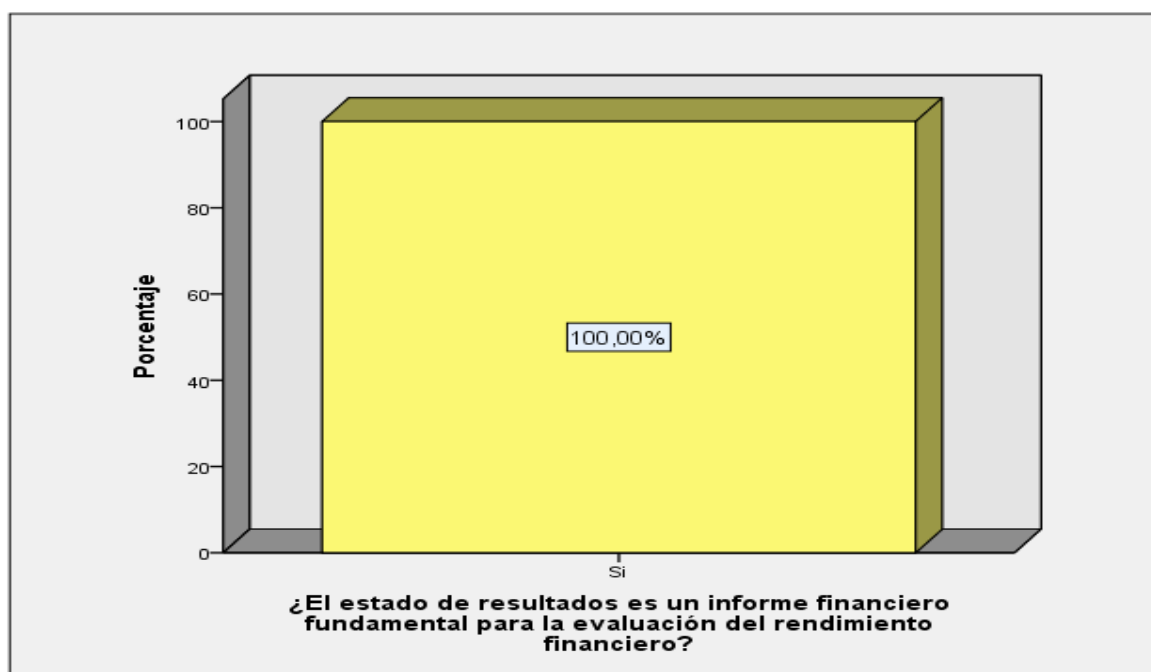 100
80
60
40
20
0
Porcentaje
100,00%
Si
¿El estado de resultados es un informe financiero
fundamental para la evaluación del rendimiento
financiero?